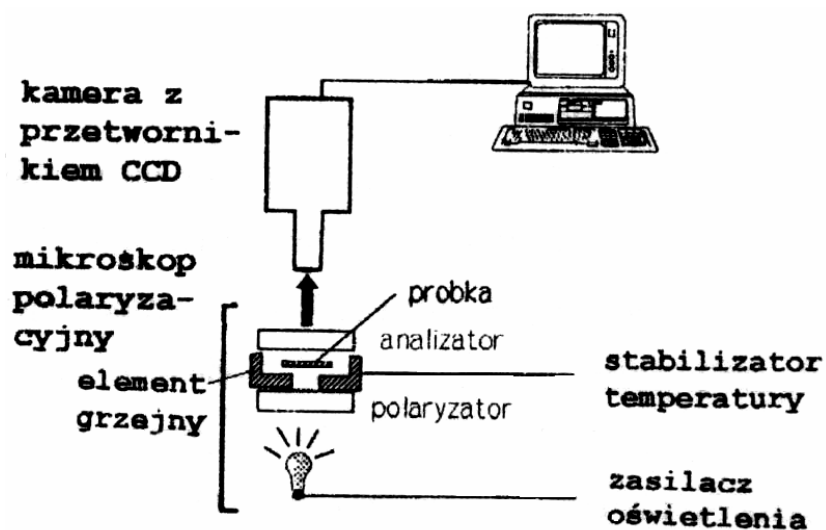 kamera z
przetworni-
kiem CCD
mikroskop
polaryza-
cyjny
probka
analizator
element
grzejny
polaryzator
stabilizator
temperatury
zasilacz
oświetlenia